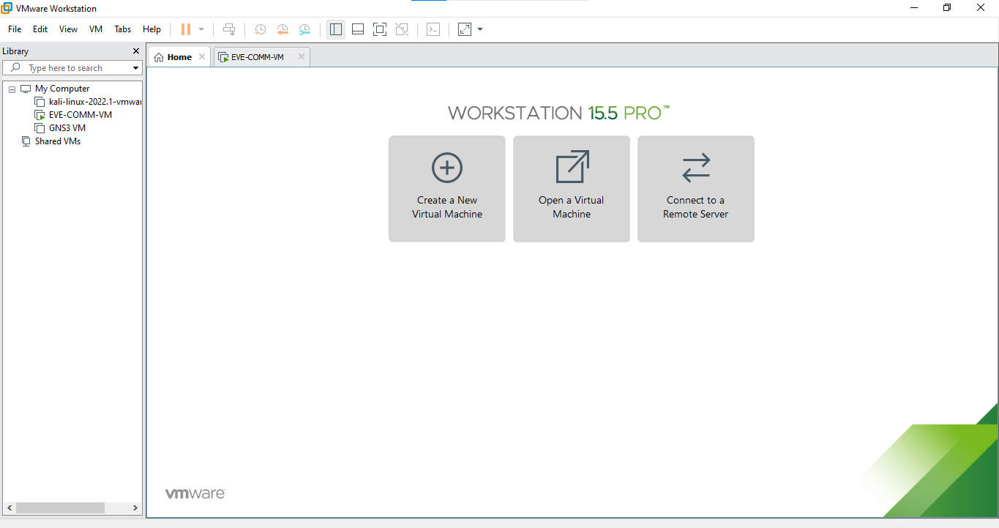 VMware Workstation
File Edit View VM Tabs Help
Library
Type here to search
My Computer
kali-linux-2022.1-vmwar
EVE-COMM-VM
GNS3 VM
Shared VMs
Home
EVE-COMM-VM
WORKSTATION 15.5 PRO™
Create a New
Virtual Machine
Open a Virtual
Machine
Connect to a
Remote Server
vmware